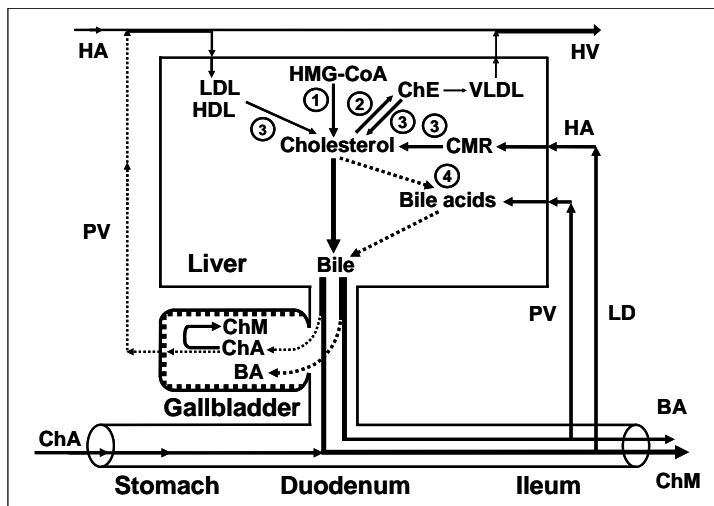 HA
HV
HMG-CoA
LDL
HDL
1
2
ChE
VLDL
3
3
3
Cholesterol
CMR
HA
4
Bile acids
PV
Liver
Bile
PV
LD
ChM
ChA
BA
Gallbladder
BA
ChA
ChM
Stomach
Duodenum
Ileum